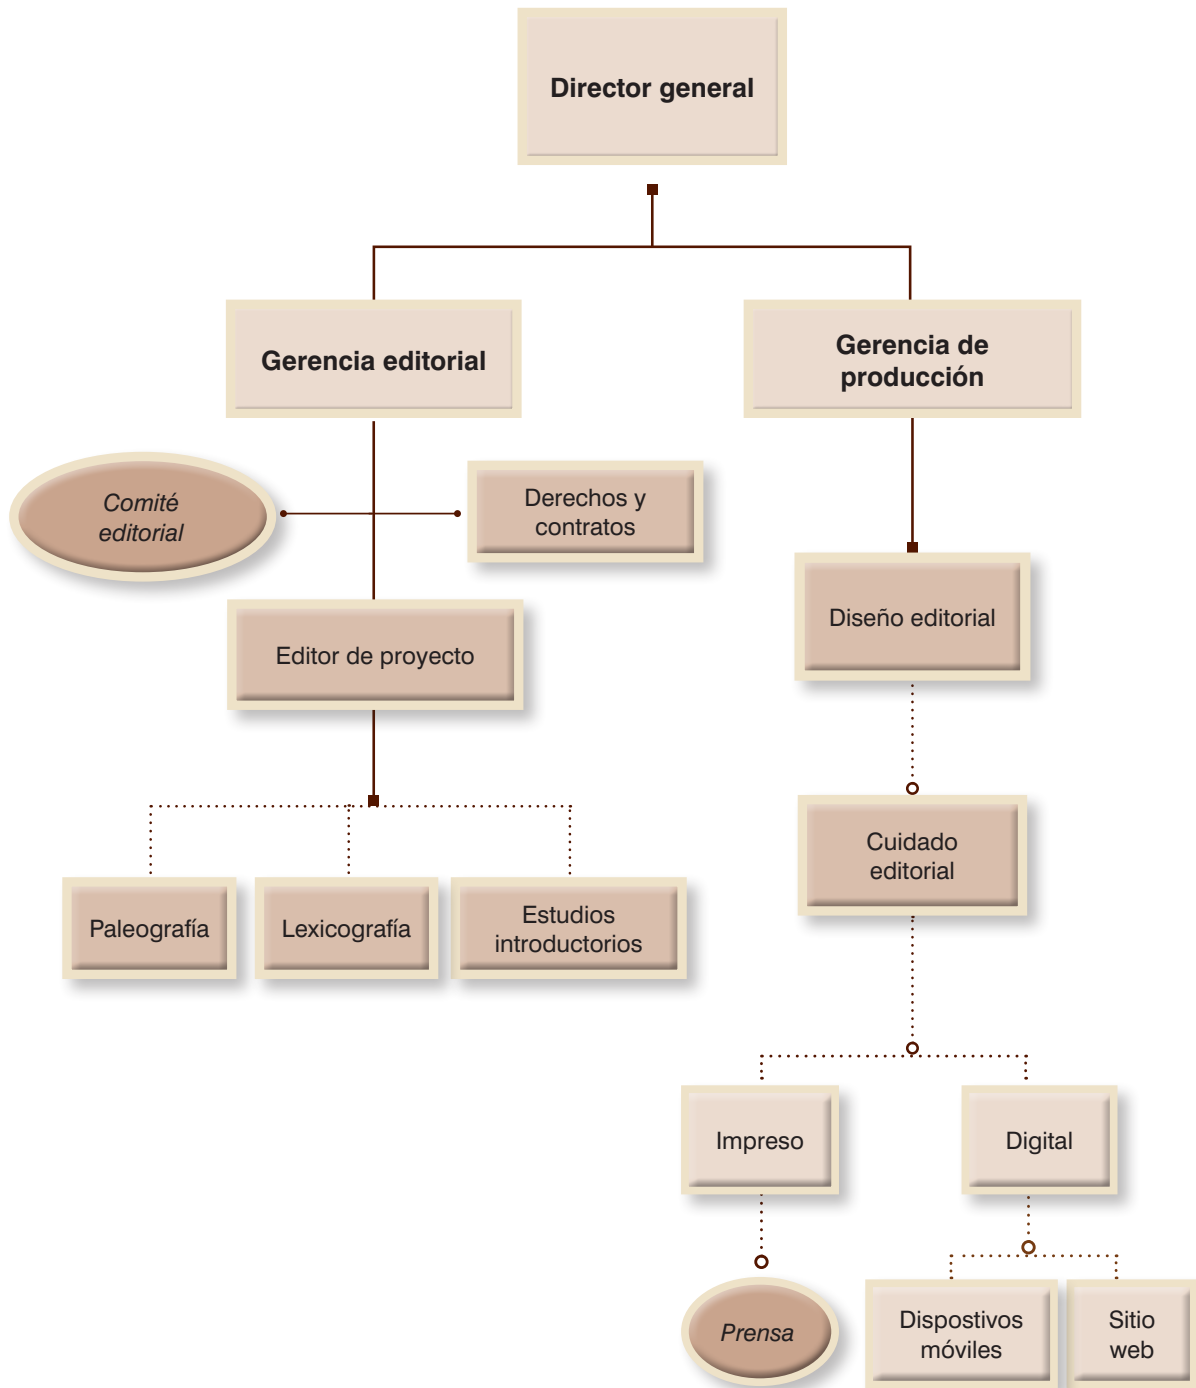 Director general
Gerencia editorial
Gerencia de
producción
Comité
editorial
Derechos y
contratos
Editor de proyecto
Diseño editorial
Cuidado
editorial
Paleografía
Lexicografía
Estudios
introductorios
Impreso
Digital
Prensa
Dispostivos
móviles
Sitio
web